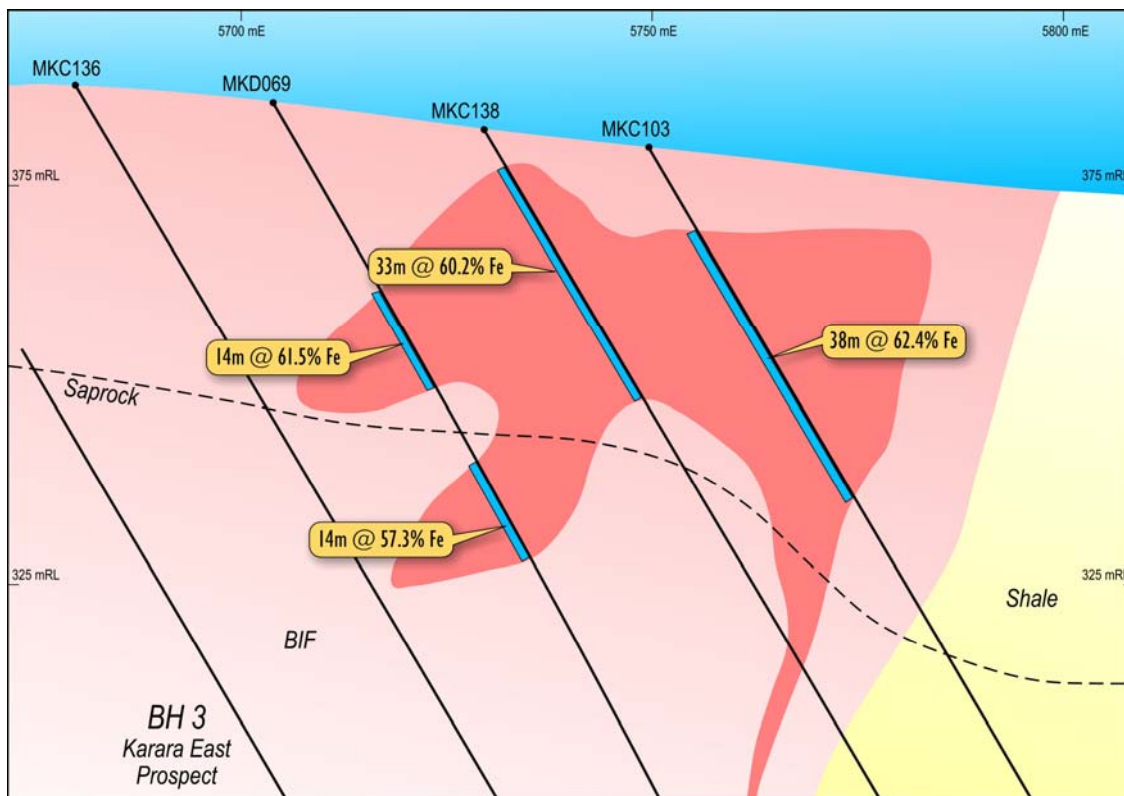 5700 mE
5750 mE
5800 mE
MKC136
MKD069
MKC138
MKC103
375 mRL
375 mRL
33m @ 60.2% Fe
14m @ 61.5% Fe
38m @ 62.4% Fe
Saprock
14m @ 57.3% Fe
325 mRL
325 mRL
Shale
BIF
BH 3
Karara East
Prospect